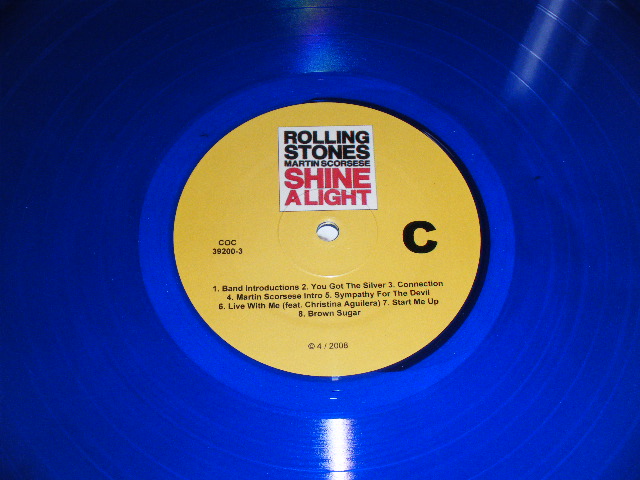 ROLLING
STONES
MARTIN SCORSESE
SHINE
A LIGHT
C
COC
39200-3
1. Band Introductions 2. You Got The Silver 3. Connection
4. Martin Scorsese Intro 5. Sympathy For The Devil
6. Live With Me (feat. Christina Aguilera) 7. Start Me Up
8. Brown Sugar
© 4 / 2008